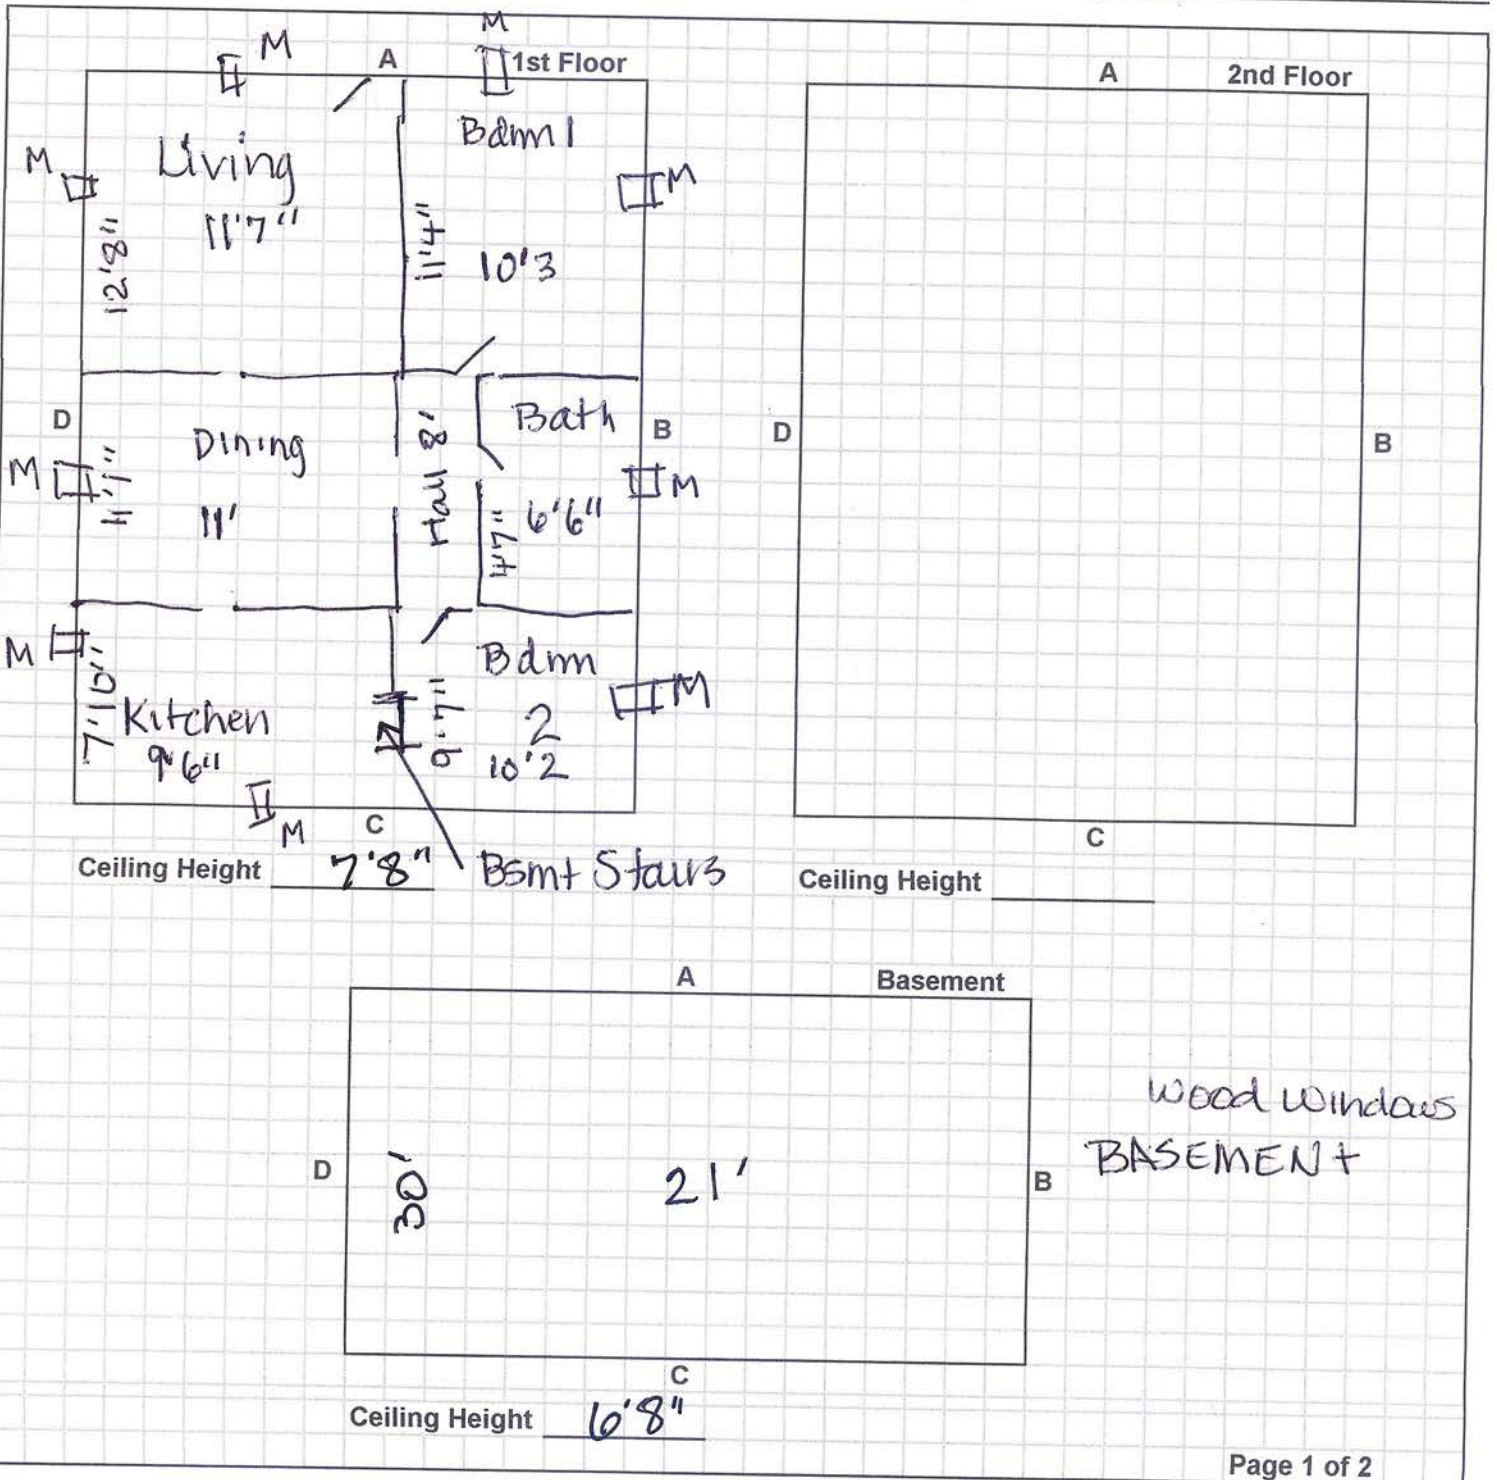 M
M
A
1st Floor
Bdrm 1
M
Living
M
11'7"
12'8"
11'4"
10'3
D
Dining
Hall 8'
Bath
B
M
11'1"
11'
4'7"
6'6"
M
M
7'10"
Kitchen
9'6"
Bdrm
2
9'7"
10'2
M
M
C
Ceiling Height 7'8"
Bsmt Stairs
A
2nd Floor
D
B
C
Ceiling Height
A
Basement
D
30'
21'
B
Wood Windows
BASEMENT
C
Ceiling Height 6'8"
Page 1 of 2